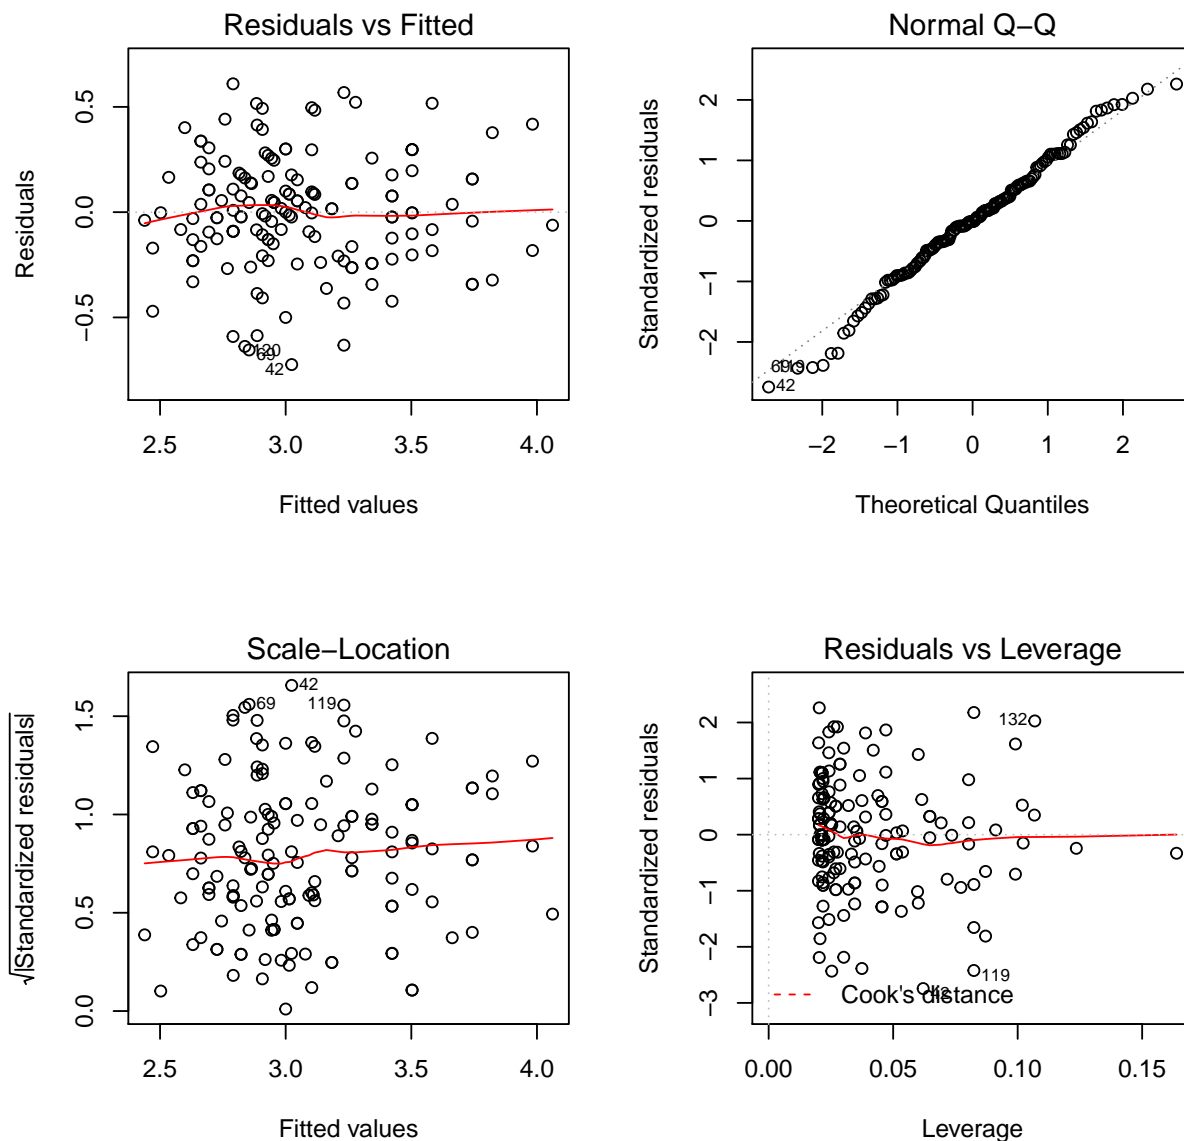 Residuals vs Fitted
Residuals
0.5
0.0
−0.5
120
69
42
2.5 3.0 3.5 4.0
Fitted values
Normal Q−Q
Standardized residuals
2
1
0
−1
−2
42
−2 −1 0 1 2
Theoretical Quantiles
Scale−Location
√|Standardized residuals|
1.5
1.0
0.5
0.0
42
69
119
2.5 3.0 3.5 4.0
Fitted values
Residuals vs Leverage
Standardized residuals
2
1
0
−1
−2
−3
132
119
42
Cook's distance
0.00 0.05 0.10 0.15
Leverage